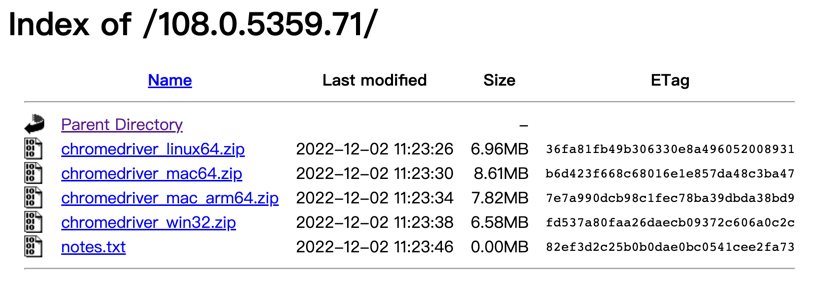 Index of /108.0.5359.71/
Name Last modified Size ETag
Parent Directory –
chromedriver_linux64.zip 2022-12-02 11:23:26 6.96MB 36fa81fb49b306330e8a496052008931
chromedriver_mac64.zip 2022-12-02 11:23:30 8.61MB b6d423f668c68016e1e857da48c3ba47
chromedriver_mac_arm64.zip 2022-12-02 11:23:34 7.82MB 7e7a990dcb98c1fec78ba39dbda38bd9
chromedriver_win32.zip 2022-12-02 11:23:38 6.58MB fd537a80faa26daecb09372c606a0c2c
notes.txt 2022-12-02 11:23:46 0.00MB 82ef3d2c25b0b0dae0bc0541cee2fa73